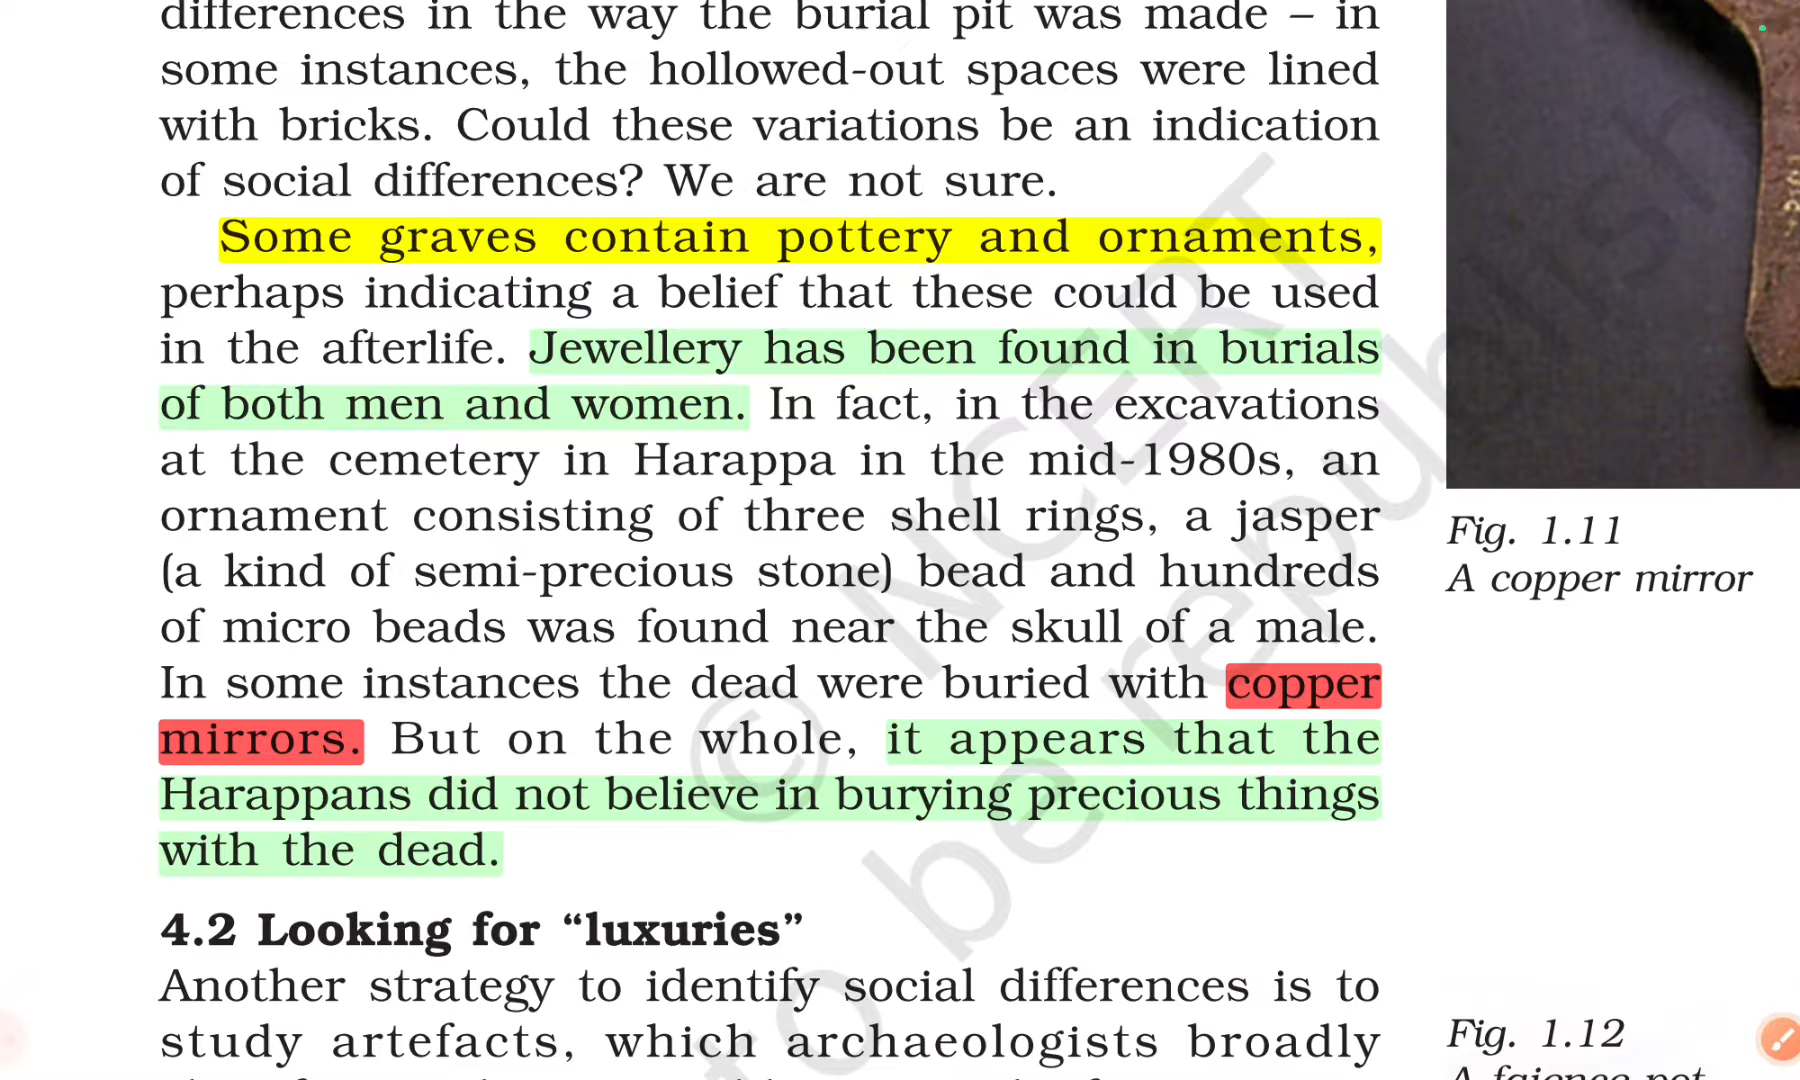 differences in the way the burial pit was made – in
some instances, the hollowed-out spaces were lined
with bricks. Could these variations be an indication
of social differences? We are not sure.
Some graves contain pottery and ornaments,
perhaps indicating a belief that these could be used
in the afterlife. Jewellery has been found in burials
of both men and women. In fact, in the excavations
at the cemetery in Harappa in the mid-1980s, an
ornament consisting of three shell rings, a jasper
(a kind of semi-precious stone) bead and hundreds
of micro beads was found near the skull of a male.
In some instances the dead were buried with copper
mirrors. But on the whole, it appears that the
Harappans did not believe in burying precious things
with the dead.
4.2 Looking for “luxuries”
Another strategy to identify social differences is to
study artefacts, which archaeologists broadly
Fig. 1.11
A copper mirror
Fig. 1.12
A faience pot
© NCERT
to be republish